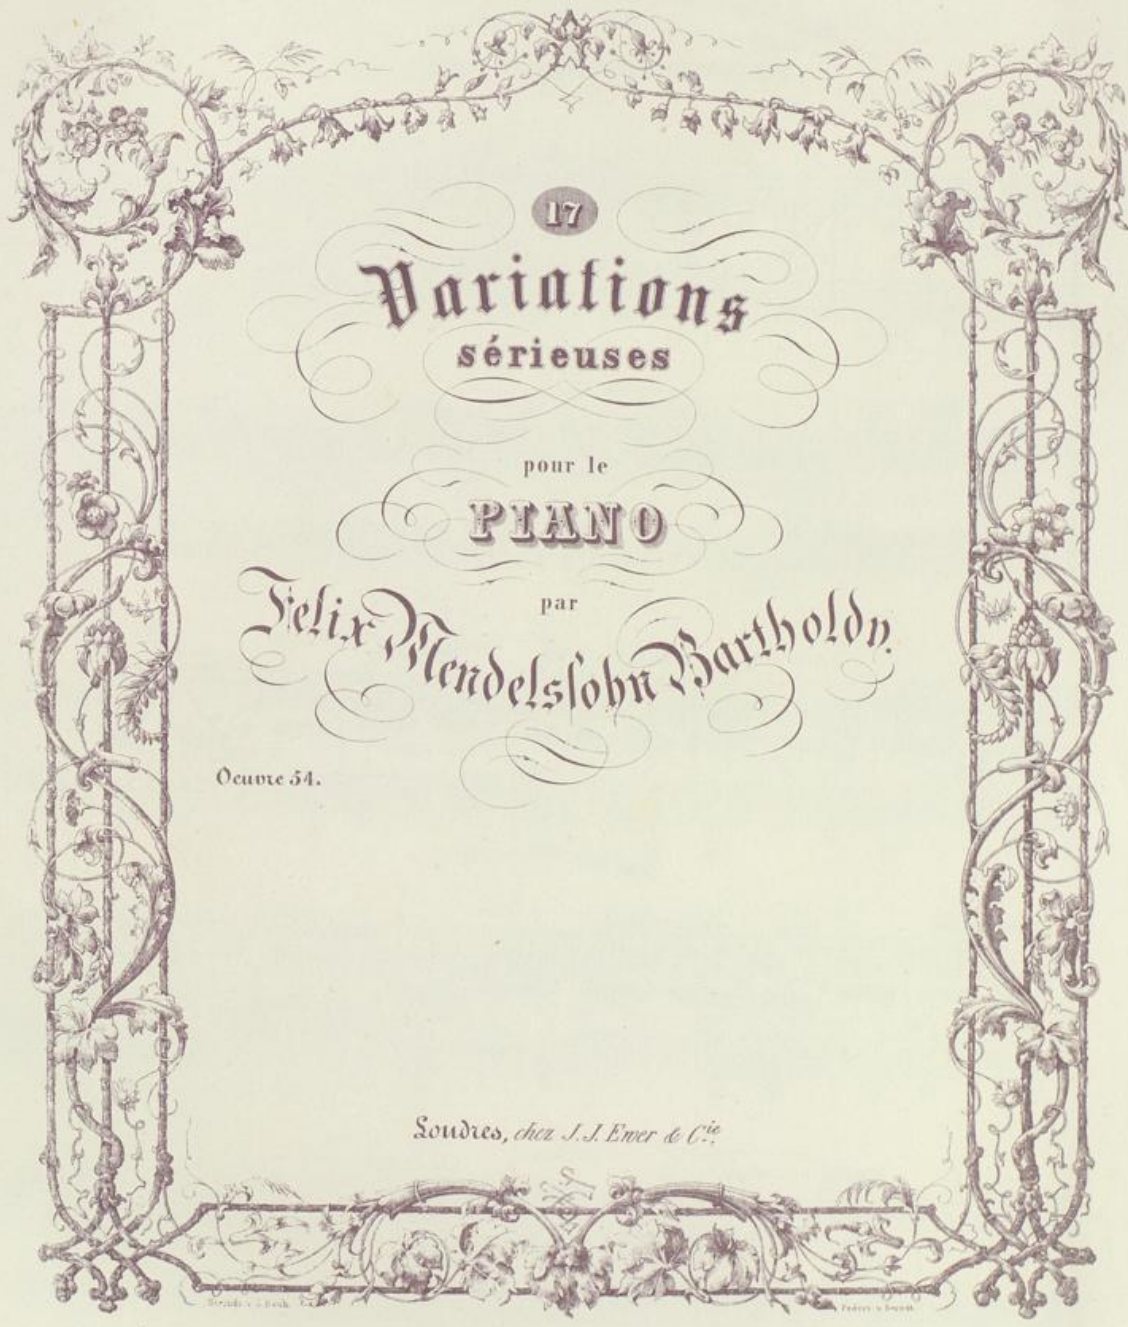 17
Variations
sérieuses
pour le
PIANO
par
Felix Mendelssohn Bartholdy.
Oeuvre 54.
Londres, chez J. J. Ewer & Cie.